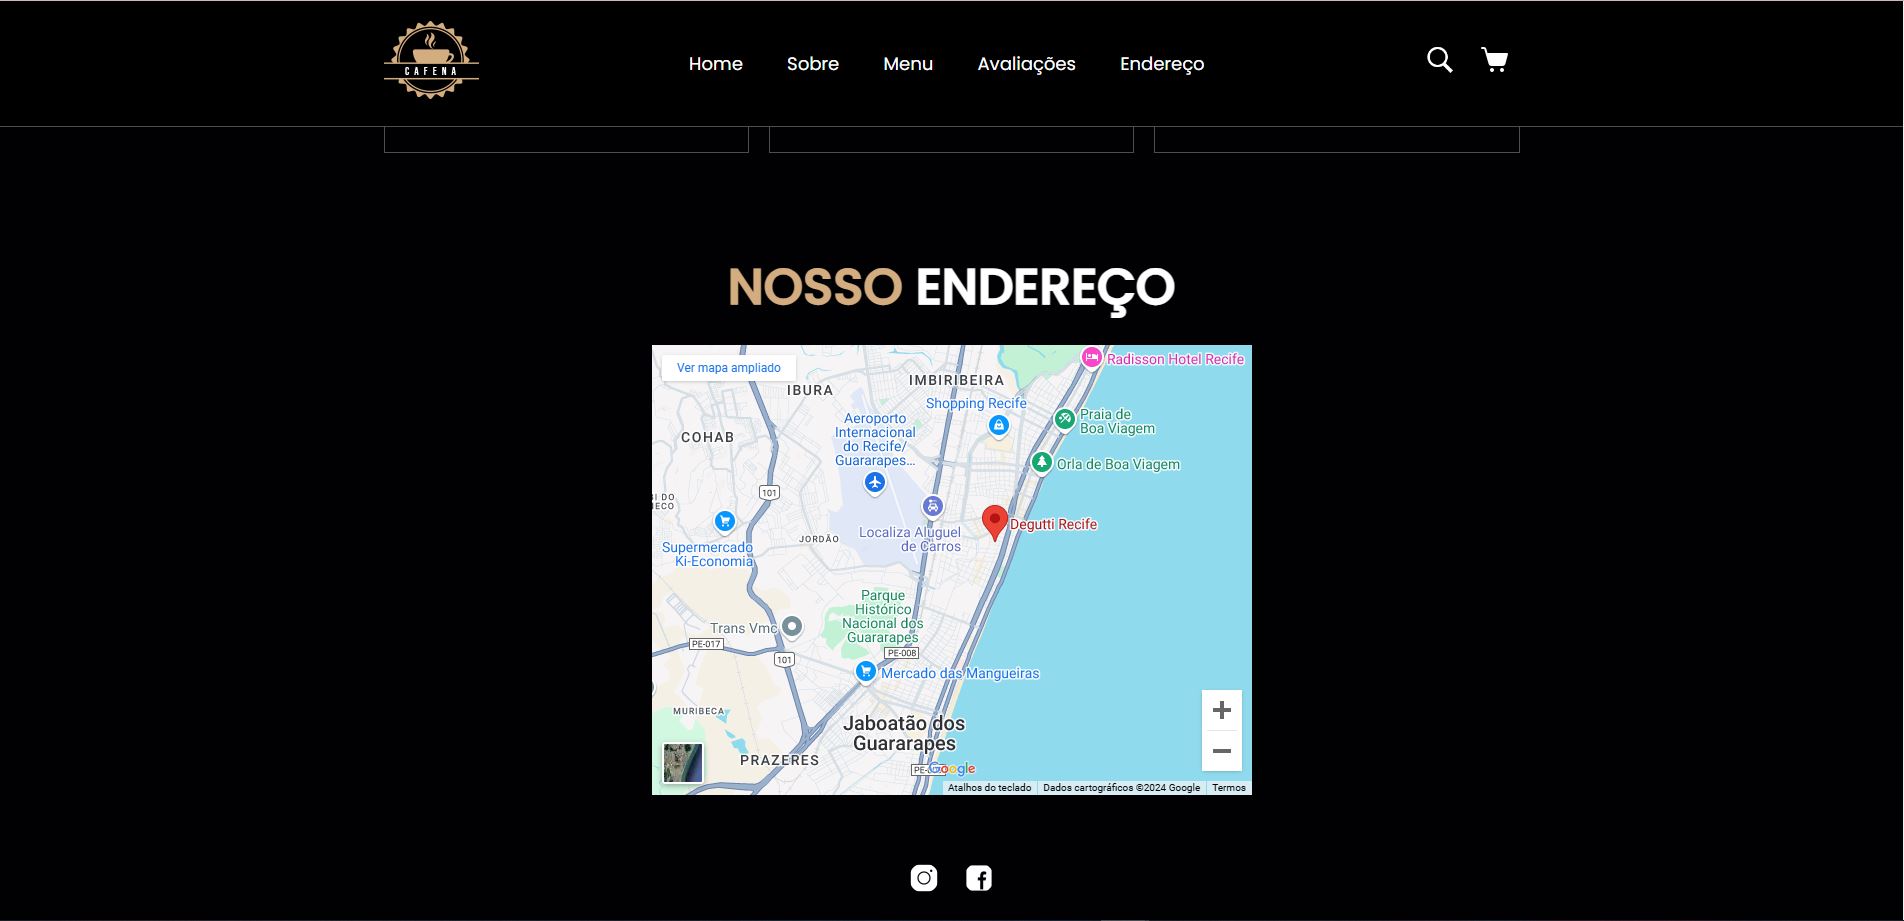 CAFENA
Home Sobre Menu Avaliações Endereço
NOSSO ENDEREÇO
Ver mapa ampliado
Radisson Hotel Recife
IBURA
IMBIRIBEIRA
Shopping Recife
Praia de
Boa Viagem
Aeroporto
Internacional
do Recife/
Guararapes...
COHAB
Orla de Boa Viagem
101
BI DO
ECO
Degutti Recife
Localiza Aluguel
de Carros
JORDÃO
Supermercado
Ki-Economia
Parque
Histórico
Nacional dos
Guararapes
Trans Vmc
PE-017
PE-008
101
Mercado das Mangueiras
MURIBECA
Jaboatão dos
Guararapes
PRAZERES
Google
Atalhos do teclado Dados cartográficos ©2024 Google Termos